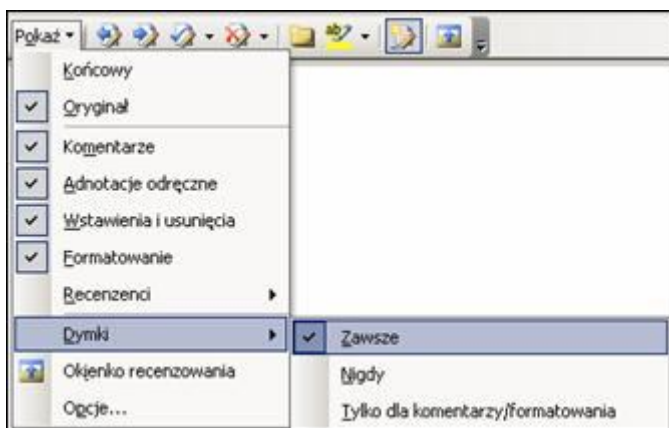 Pokaż
Końcowy
Oryginał
Komentarze
Adnotacje odręczne
Wstawienia i usunięcia
Formatowanie
Recenzenci
Dymki
Zawsze
Okienko recenzowania
Nigdy
Opcje...
Tylko dla komentarzy/formatowania